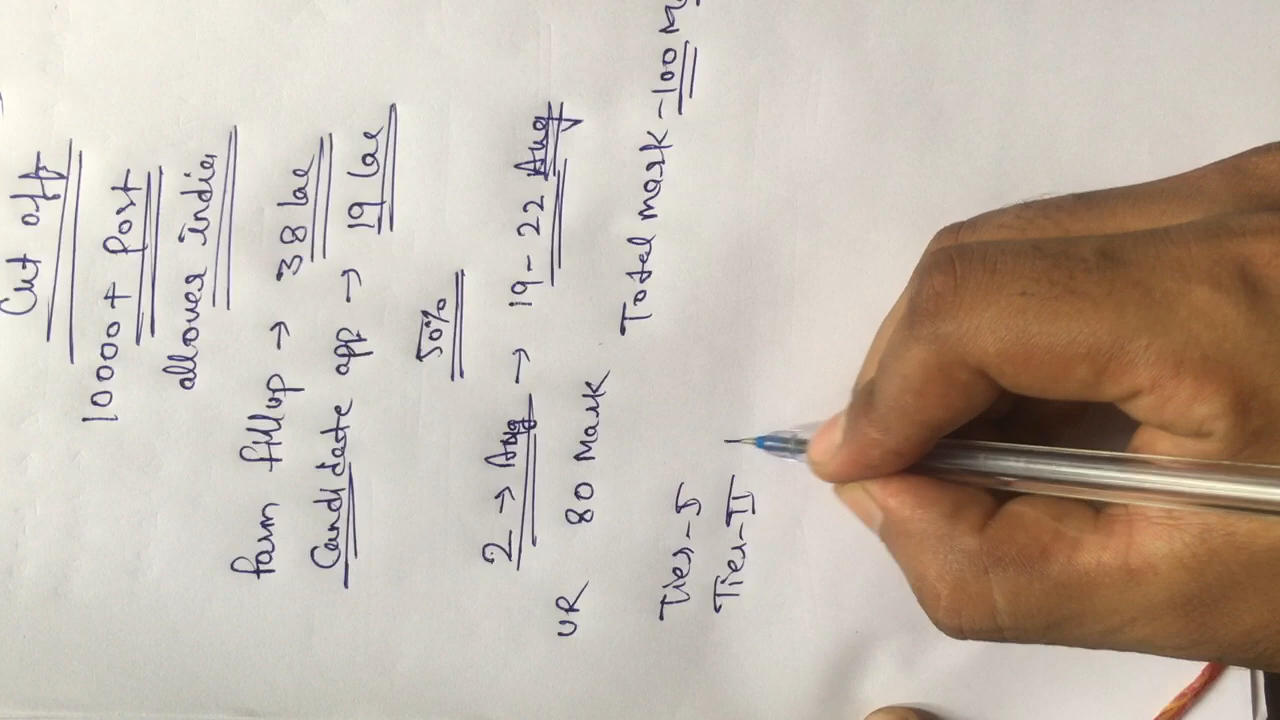 Cut off
10000+ Post
allover india
Form fillup → 38 lac
Candidate app → 19 lac
50%
2 → Aug → 19-22 Aug
UR 80 Mark
Total mark - 100
Tier-I
Tier-II